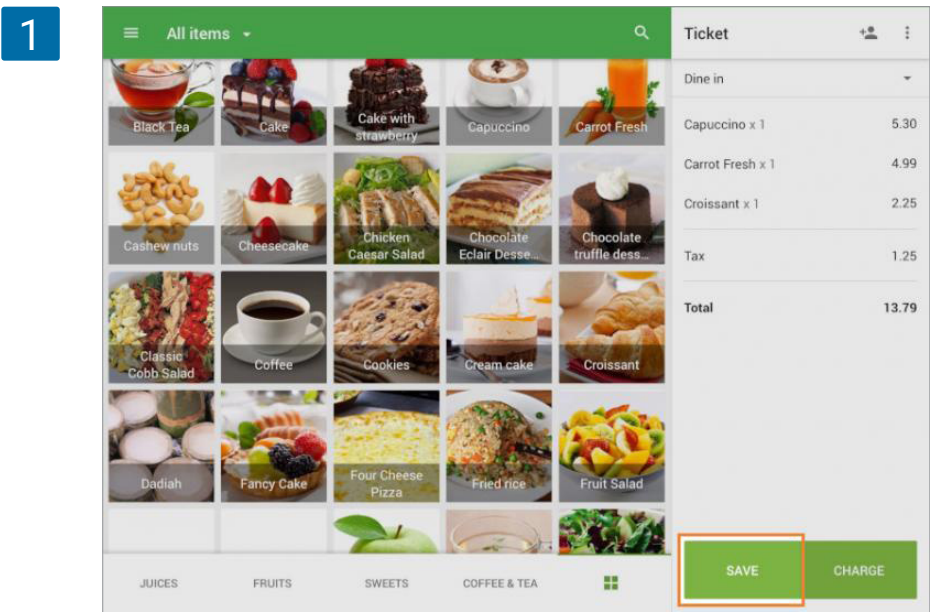 1
All items
Ticket
Dine in
Black Tea
Cake
Cake with
strawberry
Capuccino
Carrot Fresh
Cashew nuts
Cheesecake
Chicken
Caesar Salad
Chocolate
Eclair Desse...
Chocolate
truffle dess...
Classic
Cobb Salad
Coffee
Cookies
Cream cake
Croissant
Dadiah
Fancy Cake
Four Cheese
Pizza
Fried rice
Fruit Salad
JUICES
FRUITS
SWEETS
COFFEE & TEA
Capuccino x 1 5.30
Carrot Fresh x 1 4.99
Croissant x 1 2.25
Tax 1.25
Total 13.79
SAVE
CHARGE